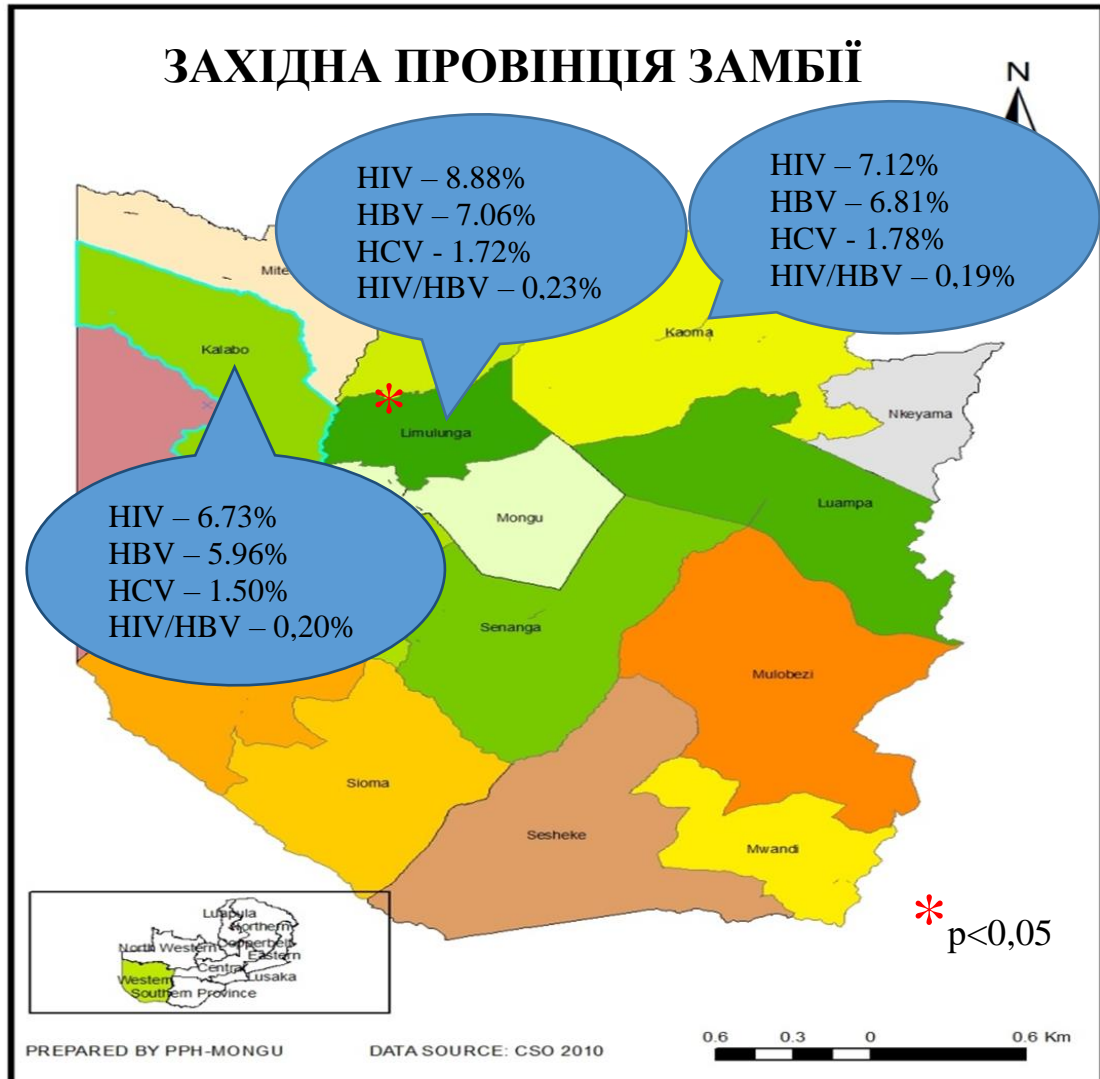 ЗАХІДНА ПРОВІНЦІЯ ЗАМБІЇ
N
HIV – 8.88%
HBV – 7.06%
HCV - 1.72%
HIV/HBV – 0,23%
HIV – 7.12%
HBV – 6.81%
HCV - 1.78%
HIV/HBV – 0,19%
Mite
Kaoma
Kalabo
*
Limulunga
Nkeyama
Luampa
Mongu
HIV – 6.73%
HBV – 5.96%
HCV – 1.50%
HIV/HBV – 0,20%
Senanga
Mulobezi
Sioma
Sesheke
Mwandi
* p<0,05
Luapula
Northern
North Western
Copperbelt
Eastern
Central
Western
Lusaka
Southern Province
PREPARED BY PPH-MONGU
DATA SOURCE: CSO 2010
0.6 0.3 0 0.6 Km